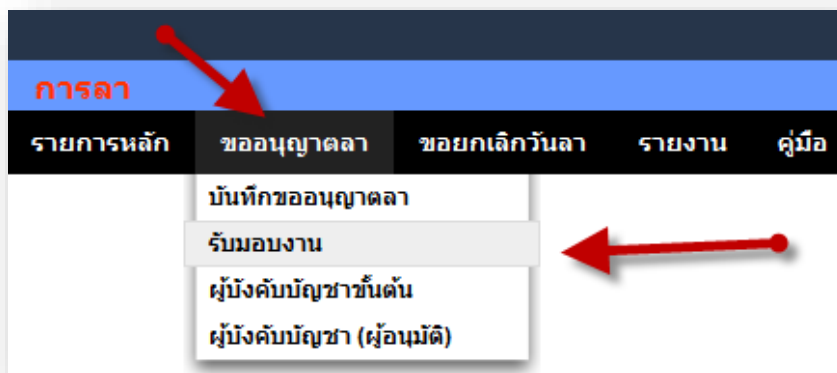 การลา
รายการหลัก ขออนุญาตลา ขอยกเลิกวันลา รายงาน คู่มือ
บันทึกขออนุญาตลา
รับมอบงาน
ผู้บังคับบัญชาขั้นต้น
ผู้บังคับบัญชา (ผู้อนุมัติ)